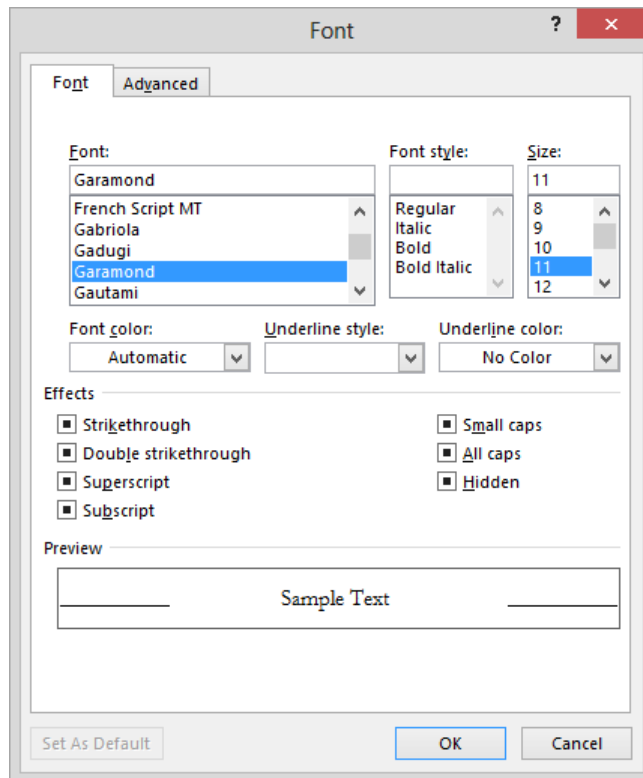 Font ? ×
Font Advanced
Font: Font style: Size:
Garamond 11
French Script MT Regular 8
Gabriola Italic 9
Gadugi Bold 10
Garamond Bold Italic 11
Gautami 12
Font color: Underline style: Underline color:
Automatic No Color
Effects
Strikethrough Small caps
Double strikethrough All caps
Superscript Hidden
Subscript
Preview
Sample Text
Set As Default OK Cancel